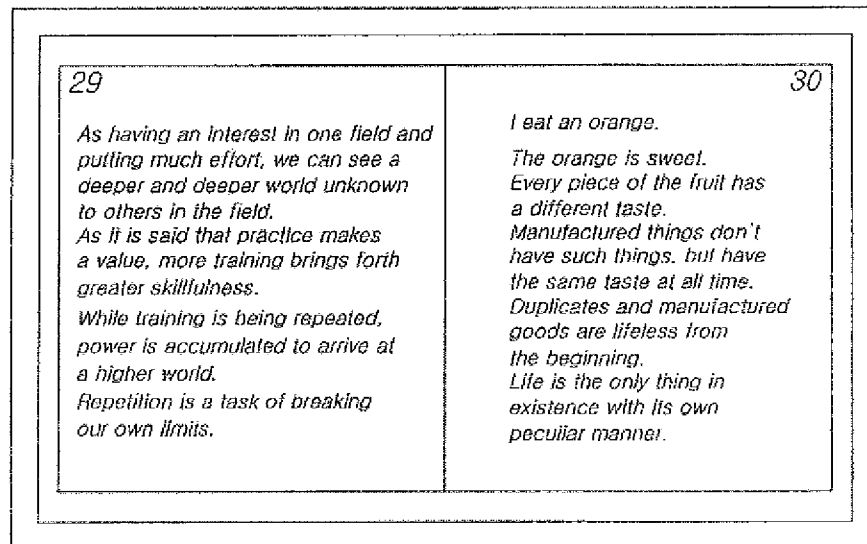 29
As having an interest in one field and
putting much effort, we can see a
deeper and deeper world unknown
to others in the field.
As it is said that practice makes
a value, more training brings forth
greater skillfulness.
While training is being repeated,
power is accumulated to arrive at
a higher world.
Repetition is a task of breaking
our own limits.
30
I eat an orange.
The orange is sweet.
Every piece of the fruit has
a different taste.
Manufactured things don't
have such things. but have
the same taste at all time.
Duplicates and manufactured
goods are lifeless from
the beginning.
Life is the only thing in
existence with its own
peculiar manner.